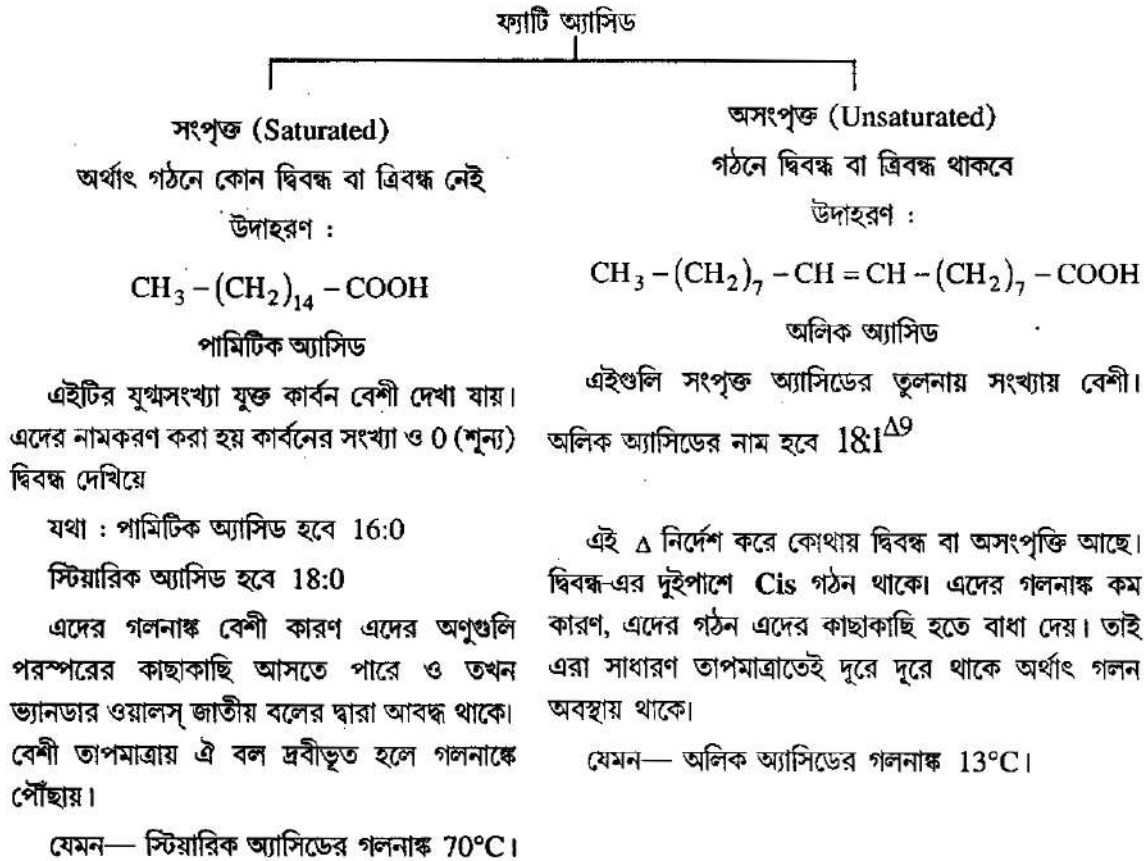 ফ্যাটি অ্যাসিড
সংপৃক্ত (Saturated)
অর্থাৎ গঠনে কোন দ্বিবন্ধ বা ত্রিবন্ধ নেই
উদাহরণ :
CH₃ – (CH₂)₁₄ – COOH
পামিটিক অ্যাসিড
এইটির যুগ্মসংখ্যা যুক্ত কার্বন বেশী দেখা যায়।
এদের নামকরণ করা হয় কার্বনের সংখ্যা ও 0 (শূন্য)
দ্বিবন্ধ দেখিয়ে
যথা : পামিটিক অ্যাসিড হবে 16:0
স্টিয়ারিক অ্যাসিড হবে 18:0
এদের গলনাঙ্ক বেশী কারণ এদের অণুগুলি
পরস্পরের কাছাকাছি আসতে পারে ও তখন
ভ্যানডার ওয়ালস্ জাতীয় বলের দ্বারা আবদ্ধ থাকে।
বেশী তাপমাত্রায় ঐ বল দ্রবীভূত হলে গলনাঙ্কে
পৌঁছায়।
যেমন— স্টিয়ারিক অ্যাসিডের গলনাঙ্ক 70°C।
অসংপৃক্ত (Unsaturated)
গঠনে দ্বিবন্ধ বা ত্রিবন্ধ থাকবে
উদাহরণ :
CH₃ – (CH₂)₇ – CH = CH – (CH₂)₇ – COOH
অলিক অ্যাসিড
এইগুলি সংপৃক্ত অ্যাসিডের তুলনায় সংখ্যায় বেশী।
অলিক অ্যাসিডের নাম হবে 18:1^Δ9
এই Δ নির্দেশ করে কোথায় দ্বিবন্ধ বা অসংপৃক্তি আছে।
দ্বিবন্ধ-এর দুইপাশে Cis গঠন থাকে। এদের গলনাঙ্ক কম
কারণ, এদের গঠন এদের কাছাকাছি হতে বাধা দেয়। তাই
এরা সাধারণ তাপমাত্রাতেই দূরে দূরে থাকে অর্থাৎ গলন
অবস্থায় থাকে।
যেমন— অলিক অ্যাসিডের গলনাঙ্ক 13°C।